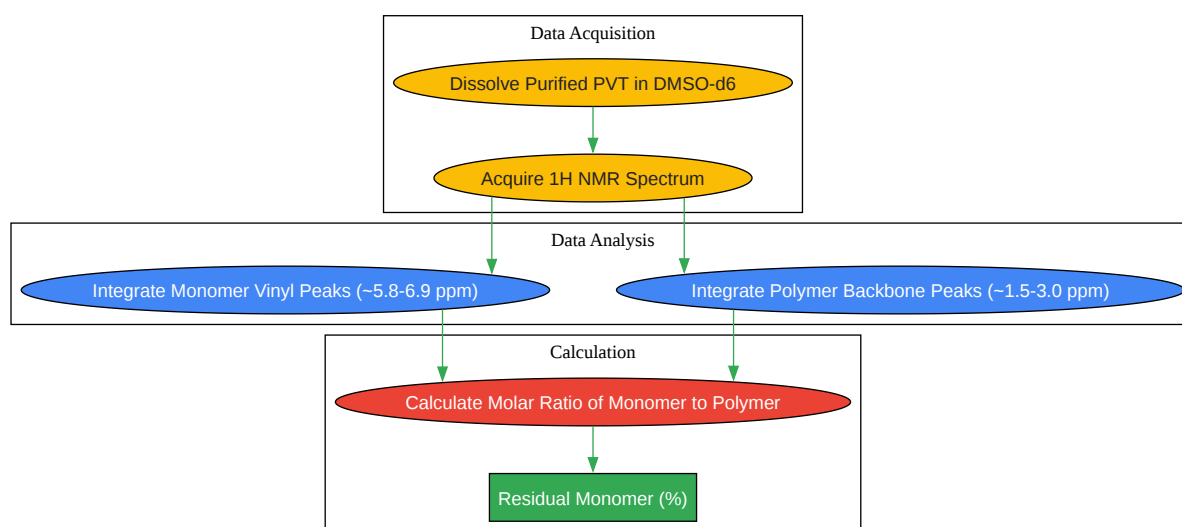 Data Acquisition
Dissolve Purified PVT in DMSO-d6
Acquire 1H NMR Spectrum
Data Analysis
Integrate Monomer Vinyl Peaks (~5.8-6.9 ppm)
Integrate Polymer Backbone Peaks (~1.5-3.0 ppm)
Calculation
Calculate Molar Ratio of Monomer to Polymer
Residual Monomer (%)